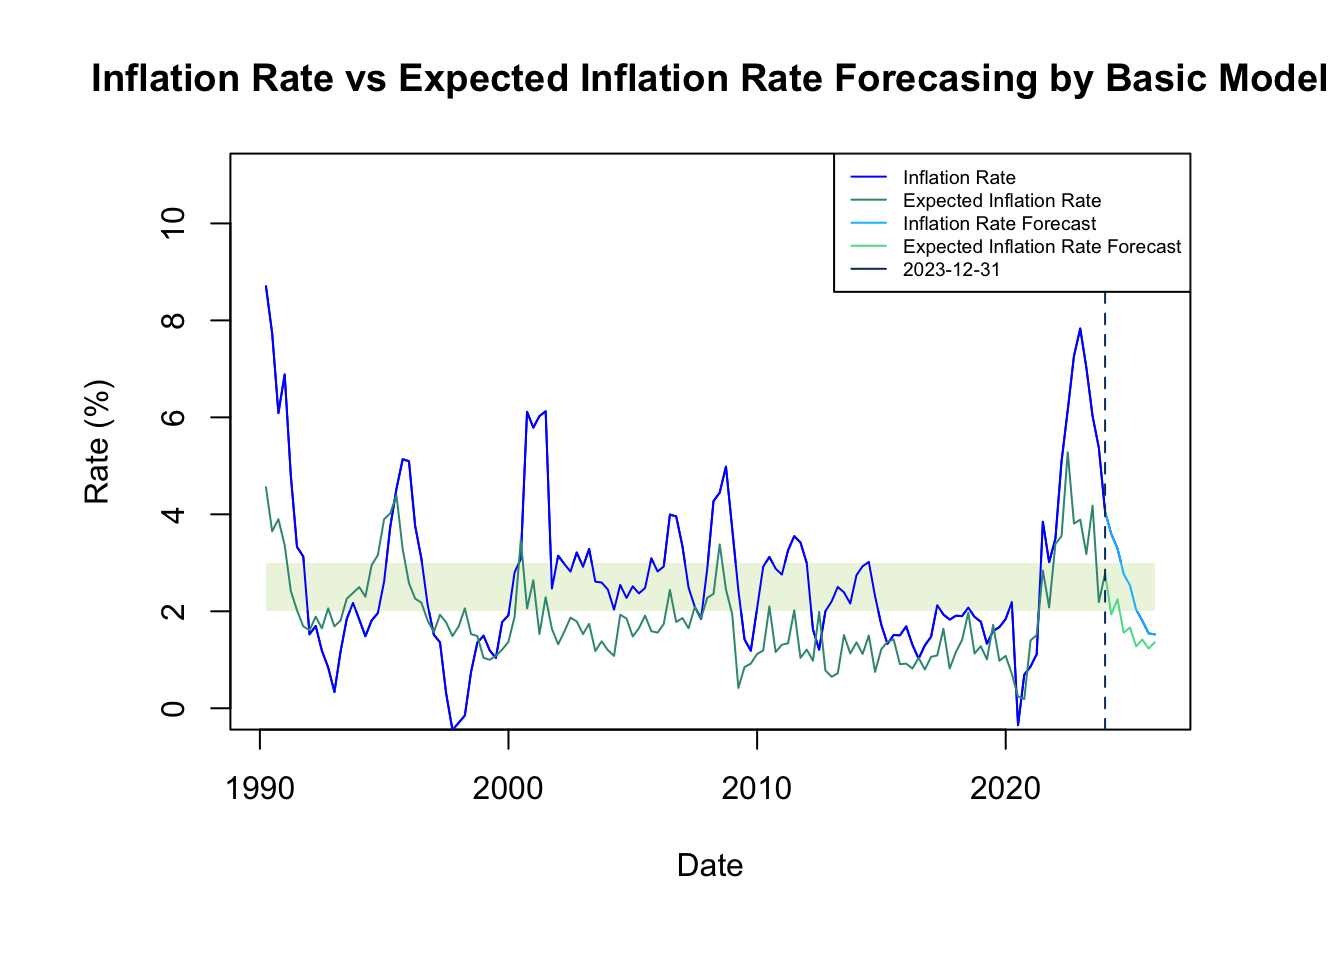 Inflation Rate vs Expected Inflation Rate Forecasing by Basic Model
Inflation Rate
Expected Inflation Rate
Inflation Rate Forecast
Expected Inflation Rate Forecast
2023-12-31
Rate (%)
10
8
6
4
2
0
1990 2000 2010 2020
Date